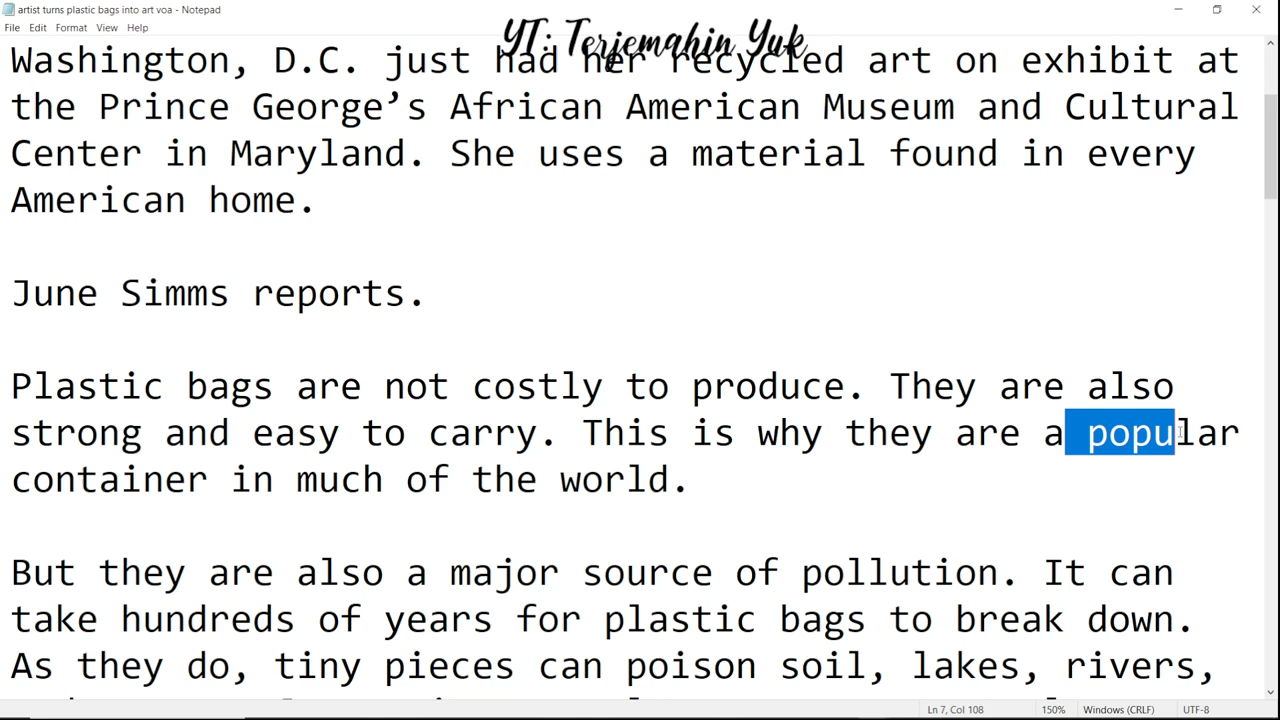 artist turns plastic bags into art voa - Notepad
File Edit Format View Help
YT: Terjemahin Yuk
Washington, D.C. just had her recycled art on exhibit at
the Prince George’s African American Museum and Cultural
Center in Maryland. She uses a material found in every
American home.
June Simms reports.
Plastic bags are not costly to produce. They are also
strong and easy to carry. This is why they are a popular
container in much of the world.
But they are also a major source of pollution. It can
take hundreds of years for plastic bags to break down.
As they do, tiny pieces can poison soil, lakes, rivers,
Ln 7, Col 108 150% Windows (CRLF) UTF-8